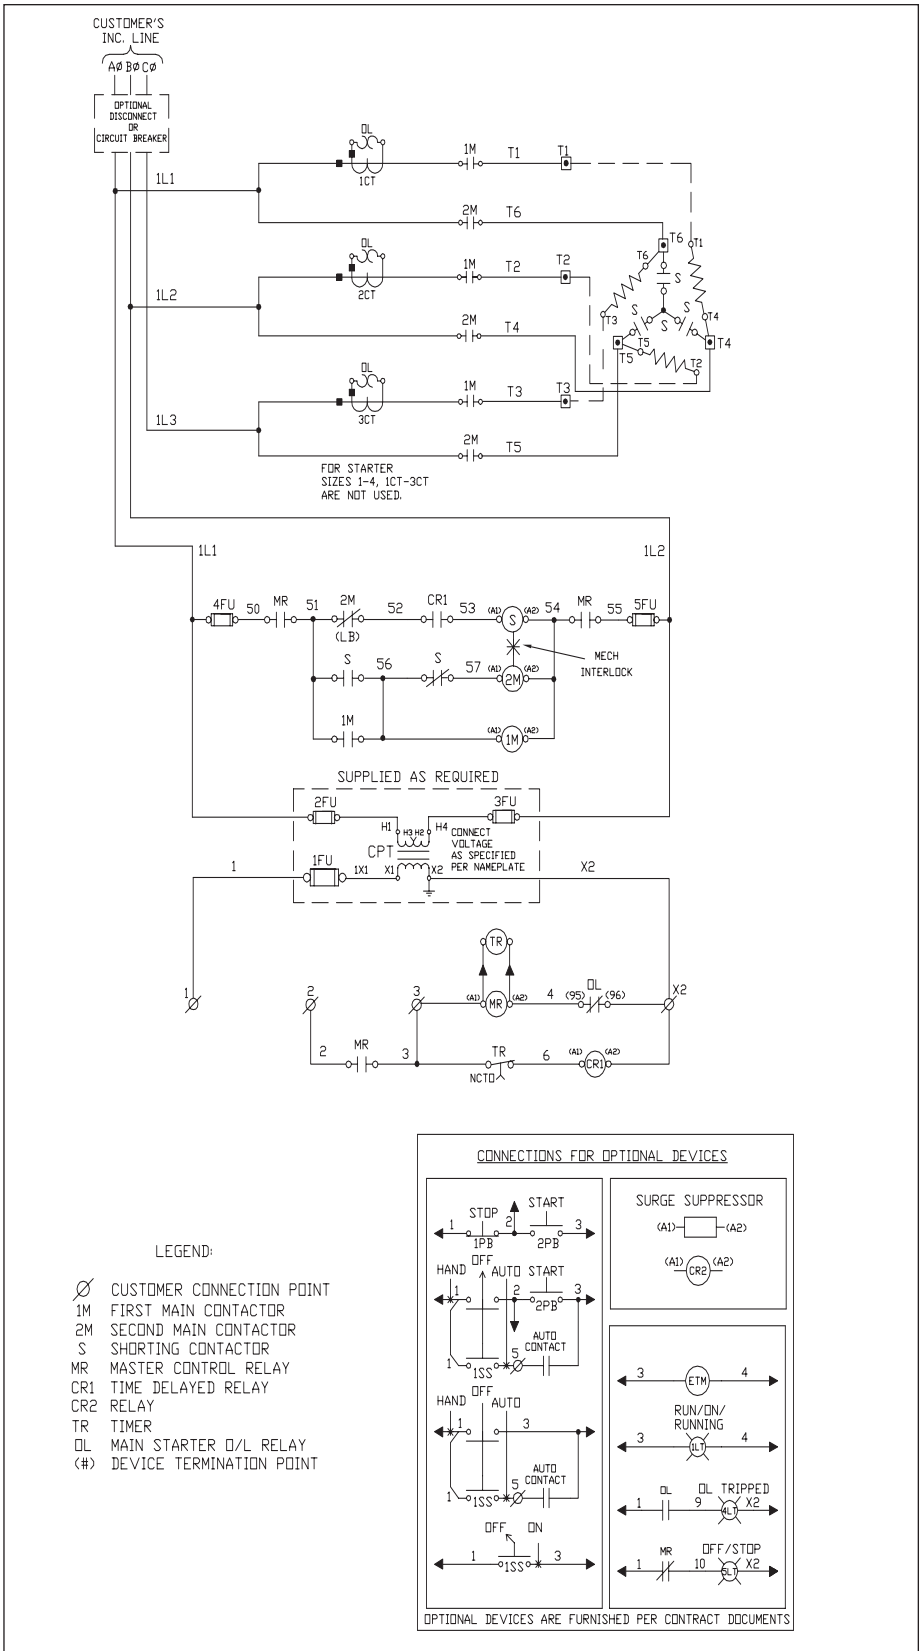 CUSTOMER'S
INC. LINE
AØ BØ CØ
OPTIONAL
DISCONNECT
OR
CIRCUIT BREAKER
OL
1M T1 T1
1CT
1L1
2M T6
T6 T1
OL
1M T2 T2
2CT
T6
S
1L2
2M T4
T3 S S S T4
T5 T5 T4
T2
OL
1M T3 T3
3CT
1L3
2M T5
FOR STARTER
SIZES 1-4, 1CT-3CT
ARE NOT USED.
1L1 1L2
4FU 50 MR 51 2M 52 CR1 53 (A1) S (A2) 54 MR 55 5FU
(LB)
MECH
INTERLOCK
S 56 S 57 (A1) 2M (A2)
1M (A1) 1M (A2)
SUPPLIED AS REQUIRED
2FU 3FU
H1 H3 H2 H4
CONNECT
VOLTAGE
AS SPECIFIED
PER NAMEPLATE
CPT
1 1FU 1X1 X1 X2 X2
TR
1 2 3 (A1) MR (A2) 4 (95) OL (96) X2
2 MR 3 TR 6 (A1) CR1 (A2)
NCTO
CONNECTIONS FOR OPTIONAL DEVICES
STOP START
1 2 3
1PB 2PB
OFF
HAND AUTO START
1 2 3
2PB
AUTO
CONTACT
1 1SS 5
OFF
HAND AUTO
1 3
AUTO
CONTACT
1 1SS 5
OFF ON
1 1SS 3
SURGE SUPPRESSOR
(A1) (A2)
(A1) CR2 (A2)
3 ETM 4
RUN/ON/
RUNNING
3 1LT 4
OL OL TRIPPED
1 9 4LT X2
MR OFF/STOP
1 10 5LT X2
OPTIONAL DEVICES ARE FURNISHED PER CONTRACT DOCUMENTS
LEGEND:
Ø CUSTOMER CONNECTION POINT
1M FIRST MAIN CONTACTOR
2M SECOND MAIN CONTACTOR
S SHORTING CONTACTOR
MR MASTER CONTROL RELAY
CR1 TIME DELAYED RELAY
CR2 RELAY
TR TIMER
OL MAIN STARTER O/L RELAY
(#) DEVICE TERMINATION POINT